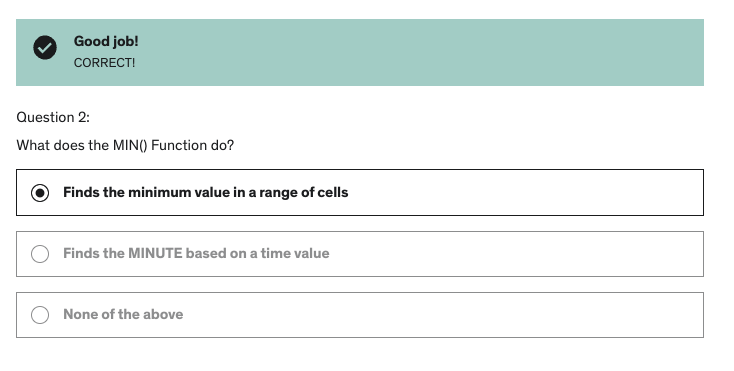 Good job!
CORRECT!
Question 2:
What does the MIN() Function do?
Finds the minimum value in a range of cells
Finds the MINUTE based on a time value
None of the above